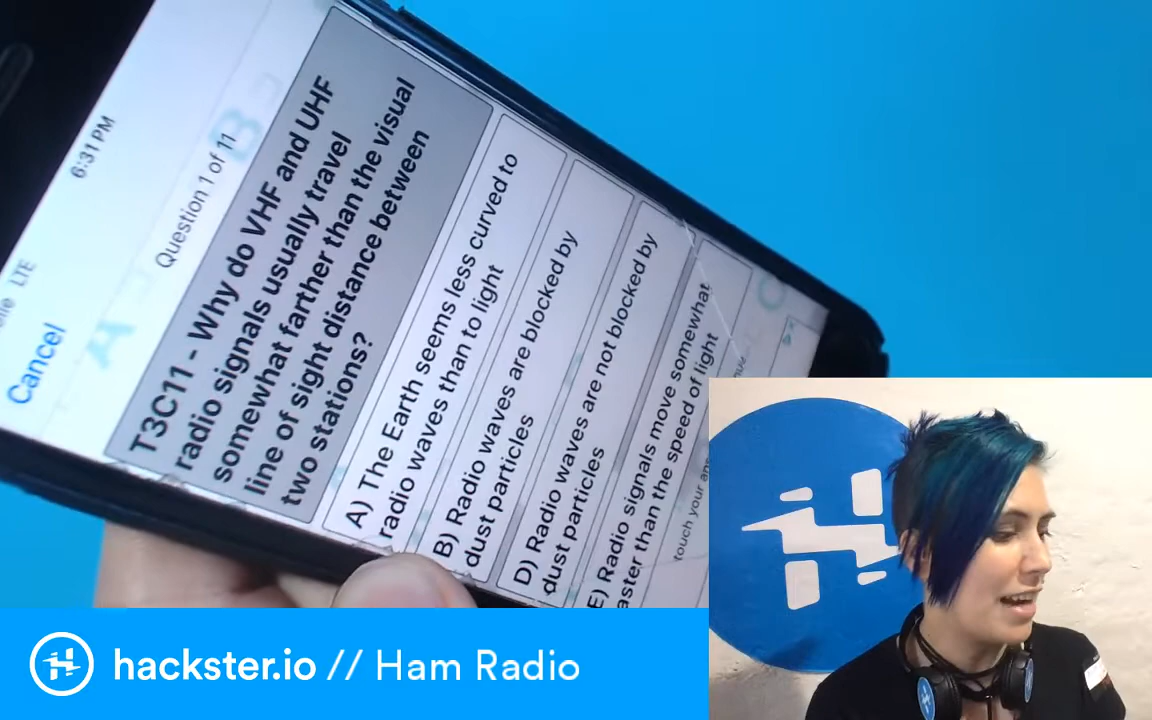 6:31 PM
LTE
Cancel
Question 1 of 11
T3C11 - Why do VHF and UHF
radio signals usually travel
somewhat farther than the visual
line of sight distance between
two stations?
A) The Earth seems less curved to
radio waves than to light
B) Radio waves are blocked by
dust particles
D) Radio waves are not blocked by
dust particles
E) Radio signals move somewhat
aster than the speed of light
touch your
hackster.io // Ham Radio